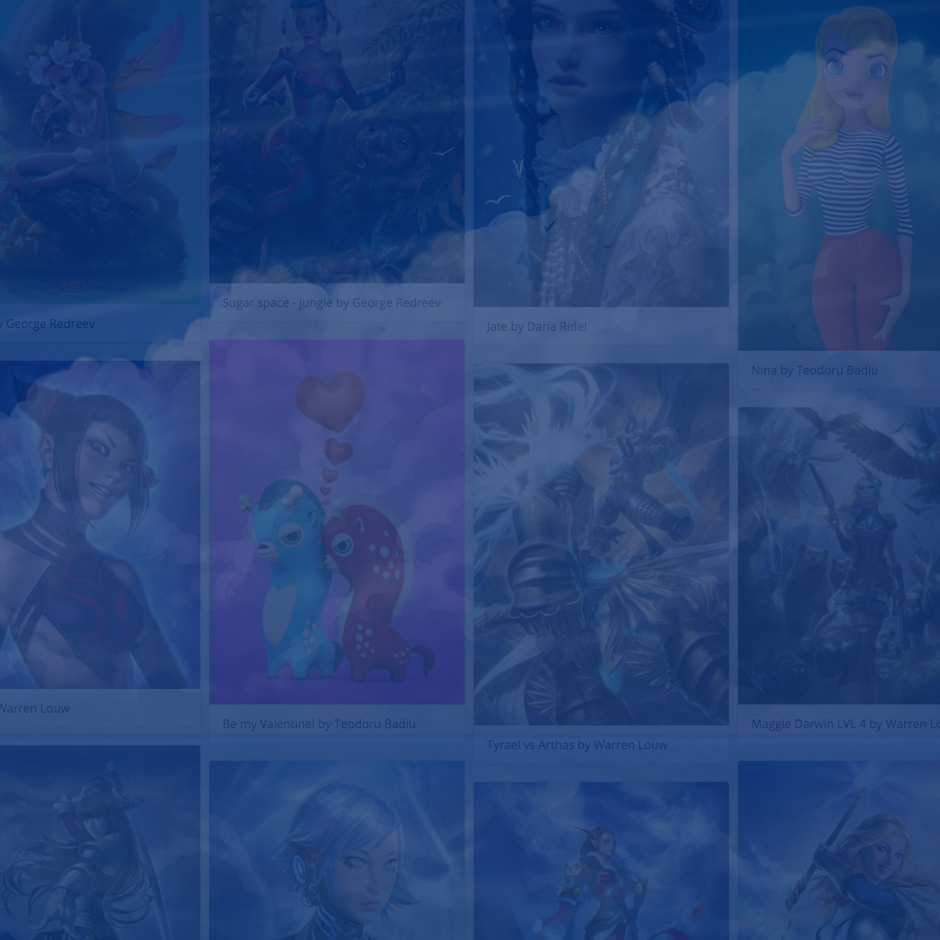 Sugar space - jungle by George Redreev
y George Redreev
Jate by Daria Ridel
Nina by Teodoru Badiu
Warren Louw
Be my Valentine! by Teodoru Badiu
Tyrael vs Arthas by Warren Louw
Maggie Darwin LVL 4 by Warren Lo